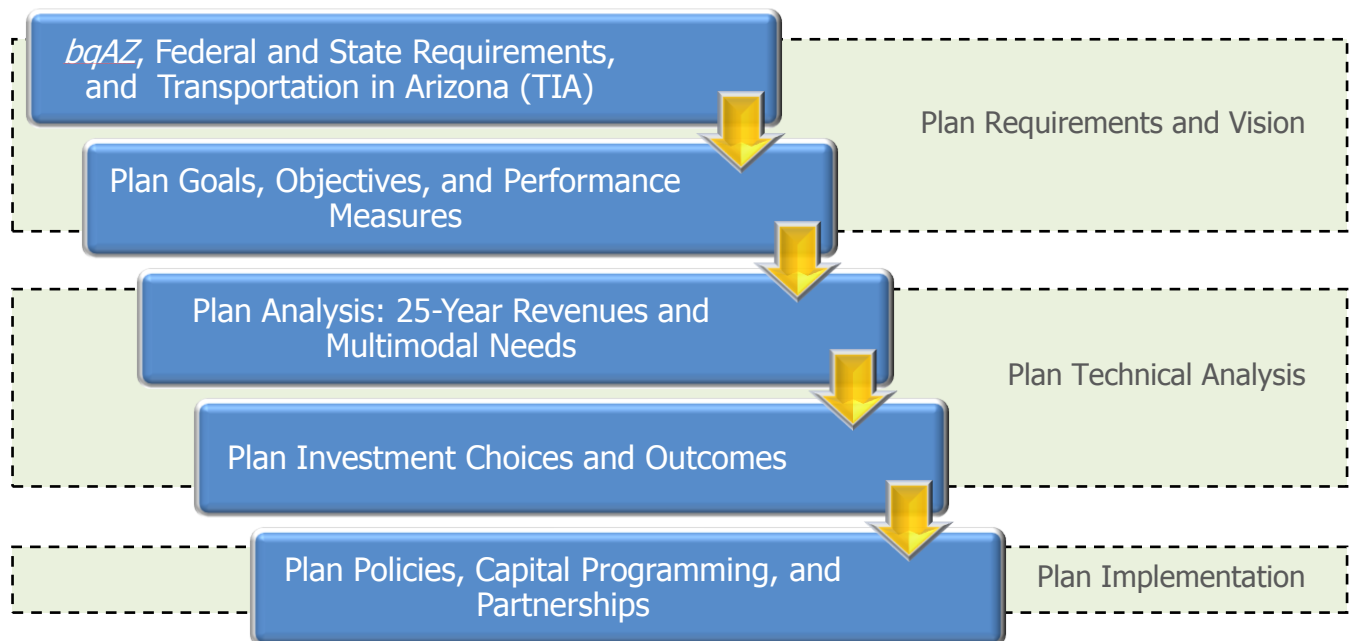 bqAZ, Federal and State Requirements,
and Transportation in Arizona (TIA)
Plan Requirements and Vision
Plan Goals, Objectives, and Performance
Measures
Plan Analysis: 25-Year Revenues and
Multimodal Needs
Plan Technical Analysis
Plan Investment Choices and Outcomes
Plan Policies, Capital Programming, and
Partnerships
Plan Implementation